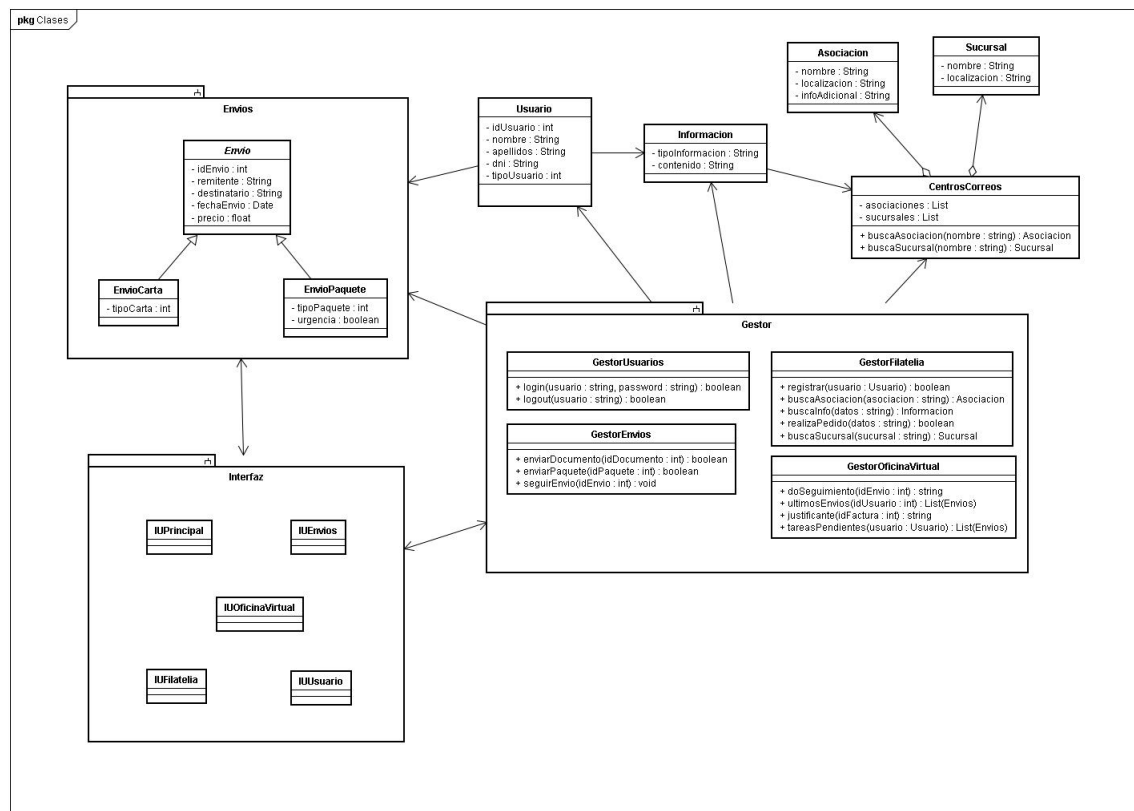 pkg Clases
Asociacion
- nombre : String
- localizacion : String
- infoAdicional : String
Sucursal
- nombre : String
- localizacion : String
Envios
Envio
- idEnvio : int
- remitente : String
- destinatario : String
- fechaEnvio : Date
- precio : float
EnvioCarta
- tipoCarta : int
EnvioPaquete
- tipoPaquete : int
- urgencia : boolean
Usuario
- idUsuario : int
- nombre : String
- apellidos : String
- dni : String
- tipoUsuario : int
Informacion
- tipoInformacion : String
- contenido : String
CentrosCorreos
- asociaciones : List
- sucursales : List
+ buscaAsociacion(nombre : string) : Asociacion
+ buscaSucursal(nombre : string) : Sucursal
Gestor
GestorUsuarios
+ login(usuario : string, password : string) : boolean
+ logout(usuario : string) : boolean
GestorEnvios
+ enviarDocumento(idDocumento : int) : boolean
+ enviarPaquete(idPaquete : int) : boolean
+ seguirEnvio(idEnvio : int) : void
GestorFilatelia
+ registrar(usuario : Usuario) : boolean
+ buscaAsociacion(asociacion : string) : Asociacion
+ buscaInfo(datos : string) : Informacion
+ realizaPedido(datos : string) : boolean
+ buscaSucursal(sucursal : string) : Sucursal
GestorOficinaVirtual
+ doSeguimiento(idEnvio : int) : string
+ ultimosEnvios(idUsuario : int) : List(Envios)
+ justificante(idFactura : int) : string
+ tareasPendientes(usuario : Usuario) : List(Envios)
Interfaz
IUPrincipal
IUEnvios
IUOficinaVirtual
IUFilatelia
IUUsuario